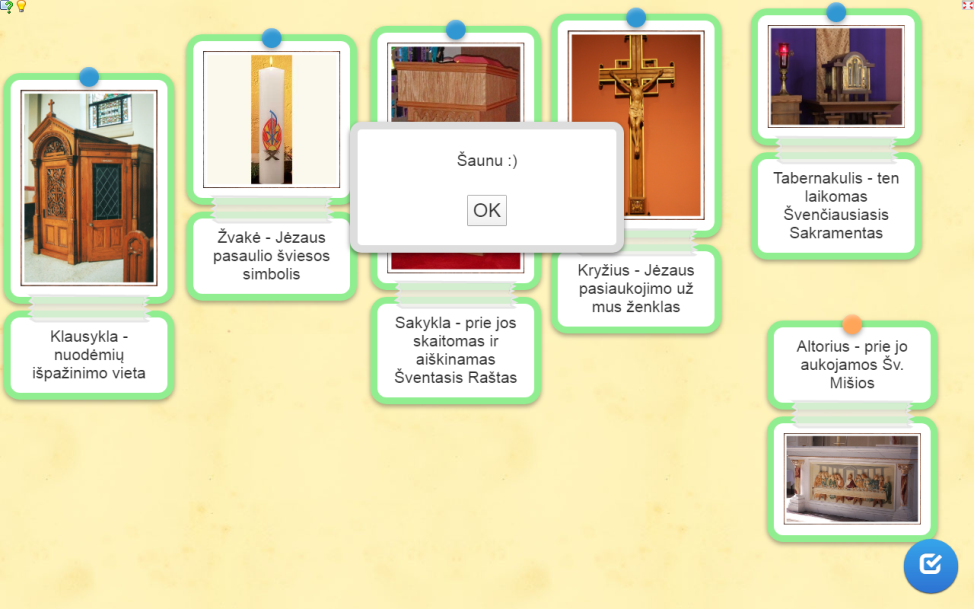 Šaunu :)
OK
Klausykla -
nuodėmių
išpažinimo vieta
Žvakė - Jėzaus
pasaulio šviesos
simbolis
Sakykla - prie jos
skaitomas ir
aiškinamas
Šventasis Raštas
Kryžius - Jėzaus
pasiaukojimo už
mus ženklas
Tabernakulis - ten
laikomas
Švenčiausiasis
Sakramentas
Altorius - prie jo
aukojamos Šv.
Mišios